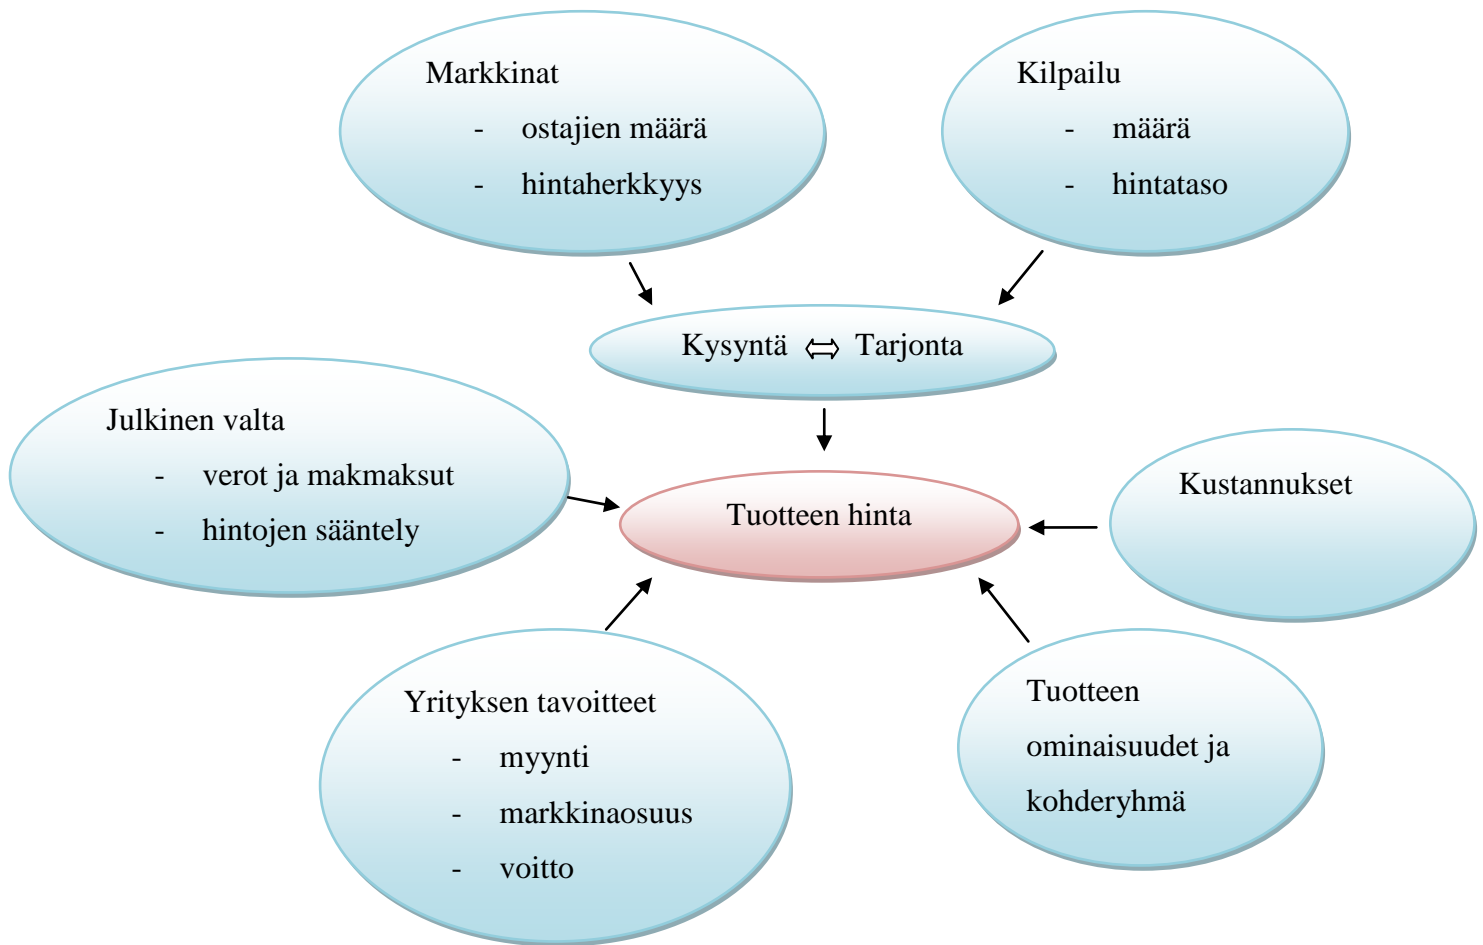 Markkinat
- ostajien määrä
- hintaherkkyys
Kilpailu
- määrä
- hintataso
Kysyntä ⇔ Tarjonta
Julkinen valta
- verot ja makmaksut
- hintojen sääntely
Tuotteen hinta
Kustannukset
Yrityksen tavoitteet
- myynti
- markkinaosuus
- voitto
Tuotteen
ominaisuudet ja
kohderyhmä